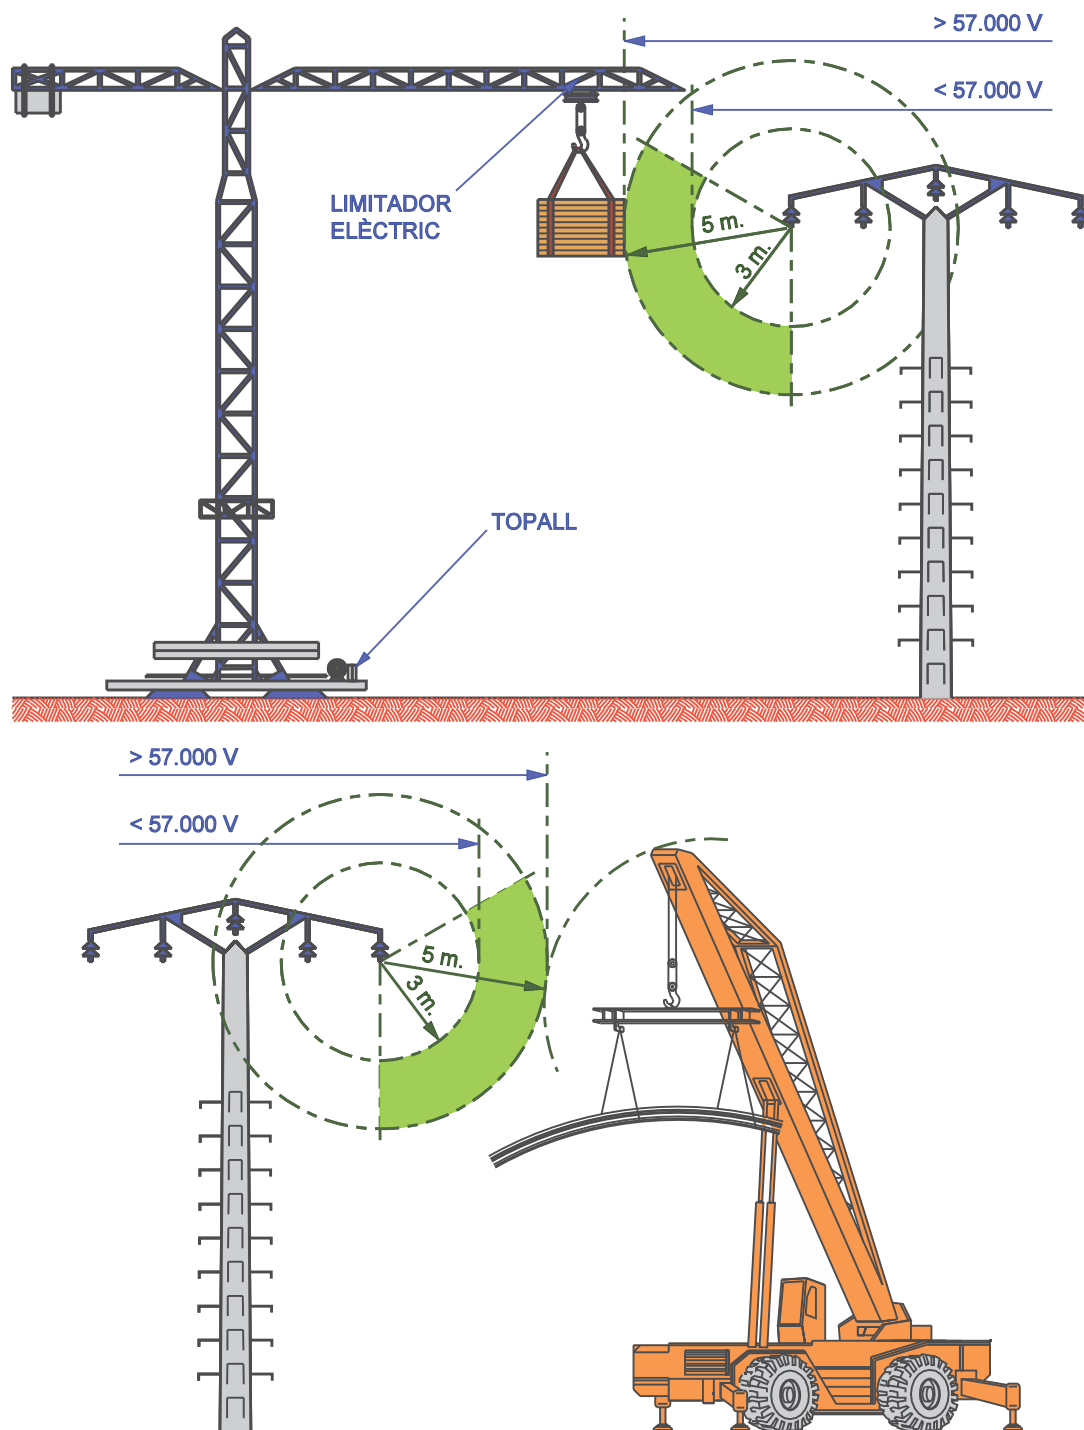 > 57.000 V
< 57.000 V
LIMITADOR
ELÈCTRIC
5 m.
3 m.
TOPALL
> 57.000 V
< 57.000 V
5 m.
3 m.